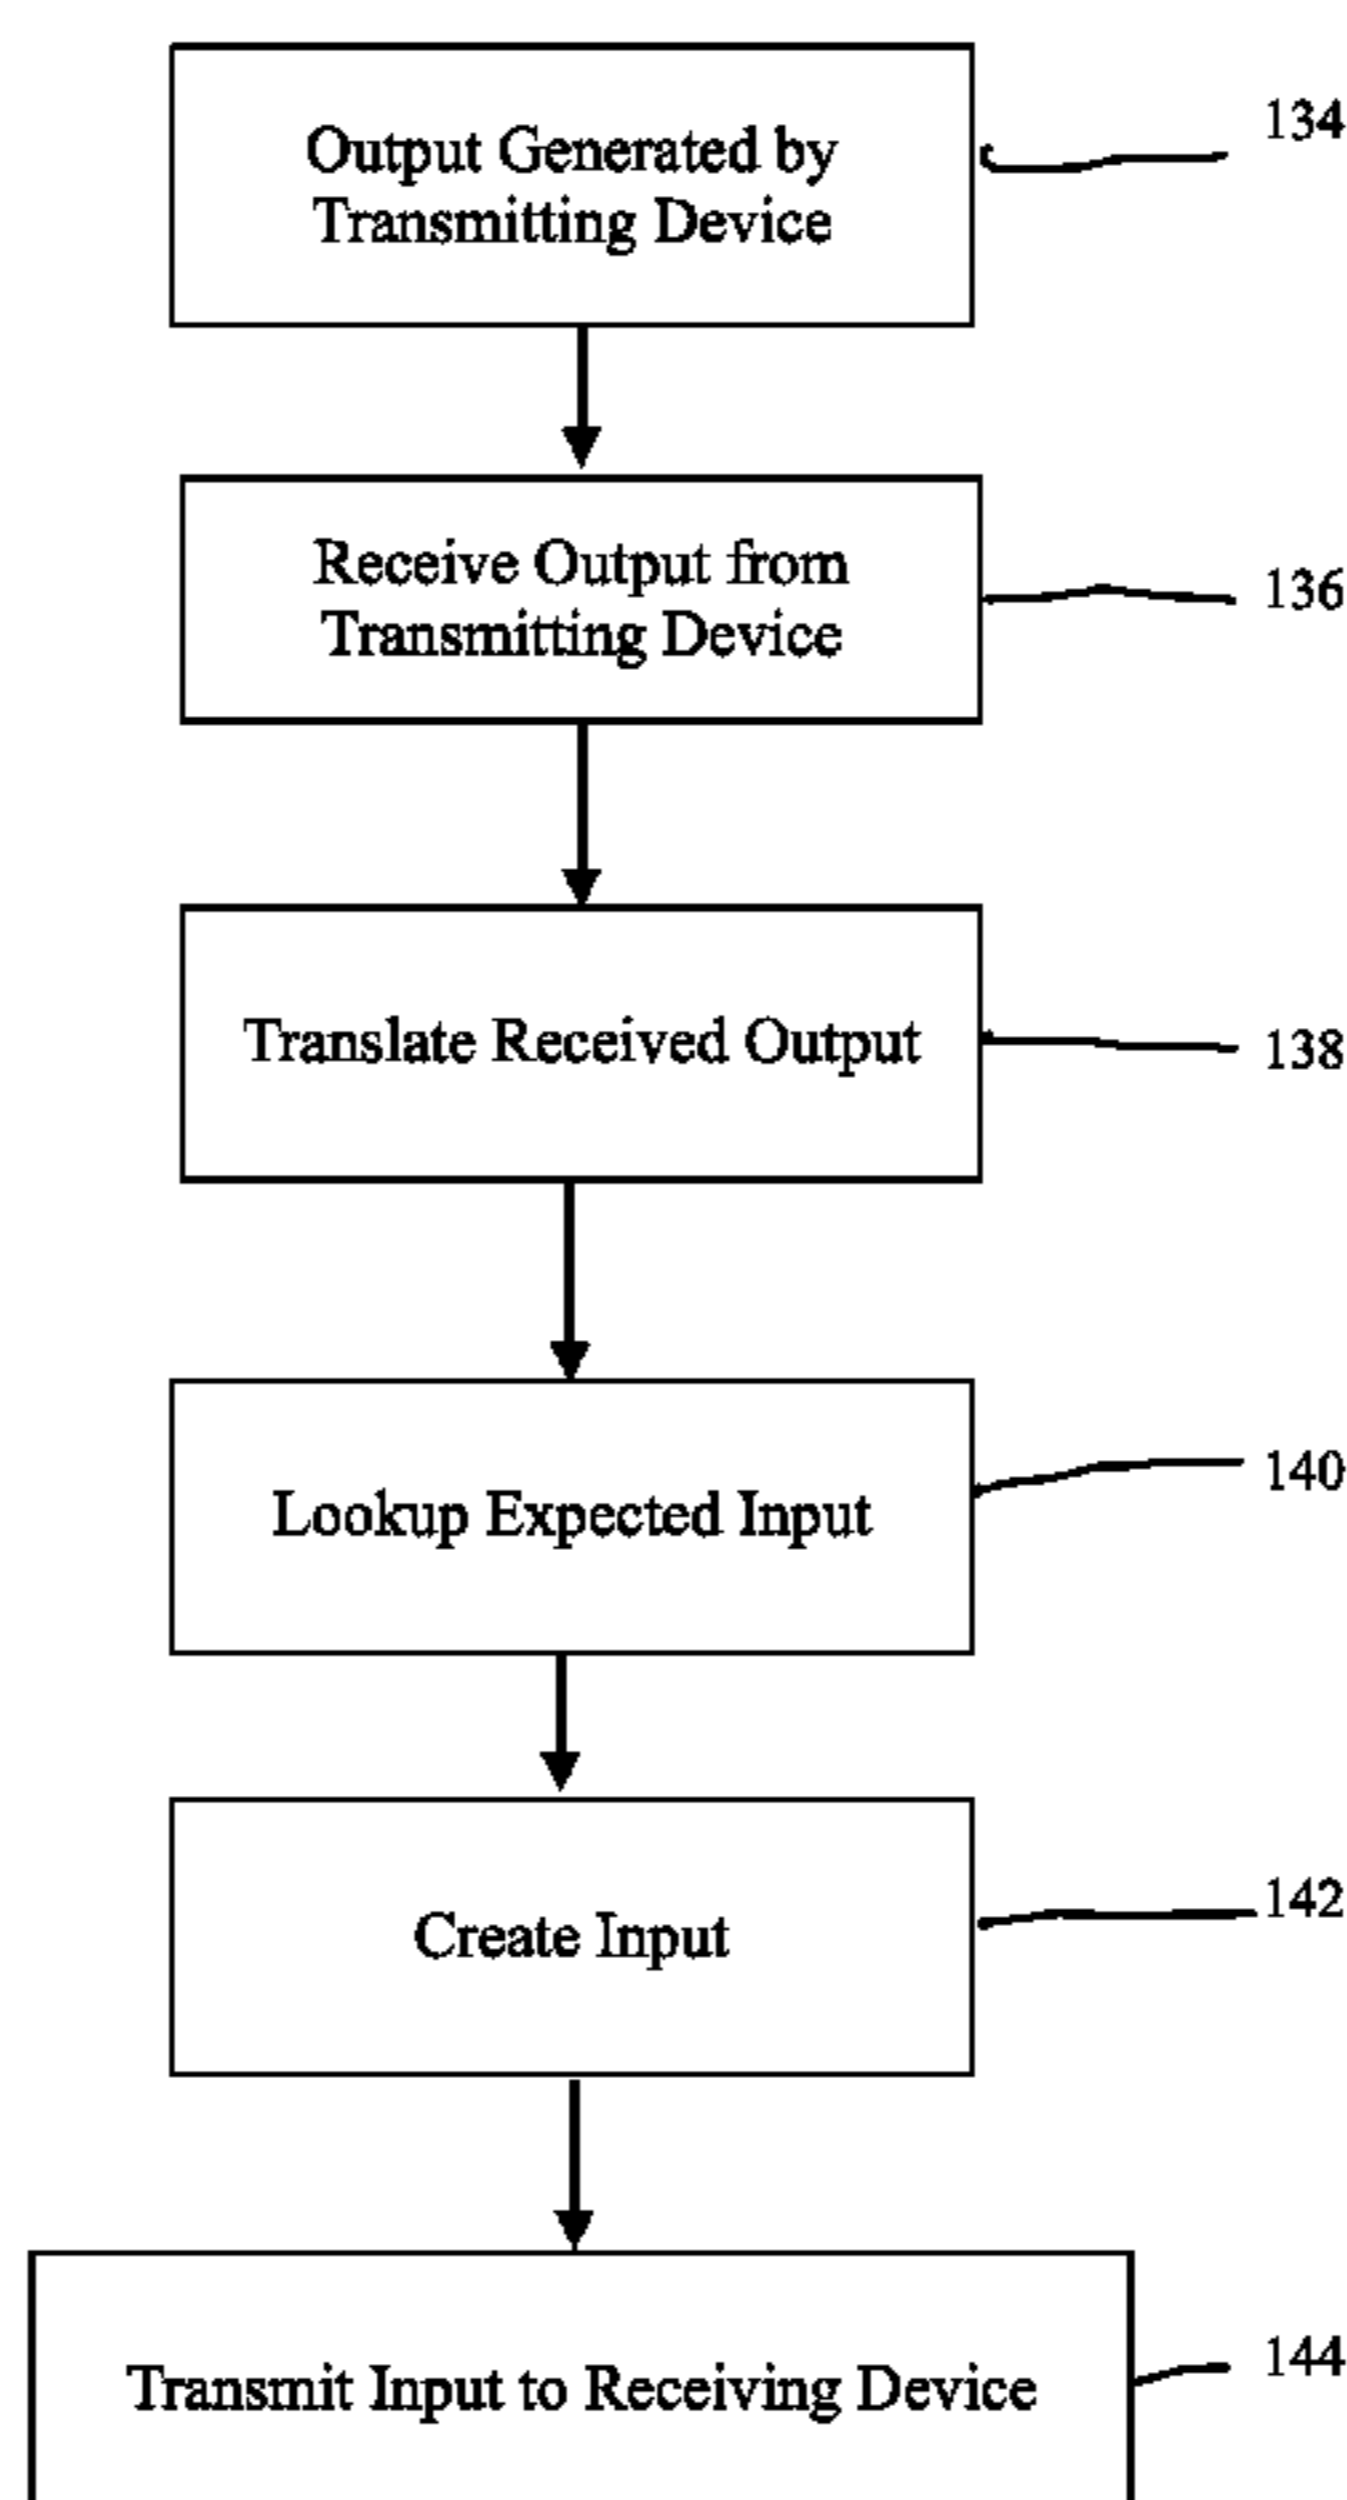 Output Generated by
Transmitting Device
134
Receive Output from
Transmitting Device
136
Translate Received Output
138
Lookup Expected Input
140
Create Input
142
Transmit Input to Receiving Device
144